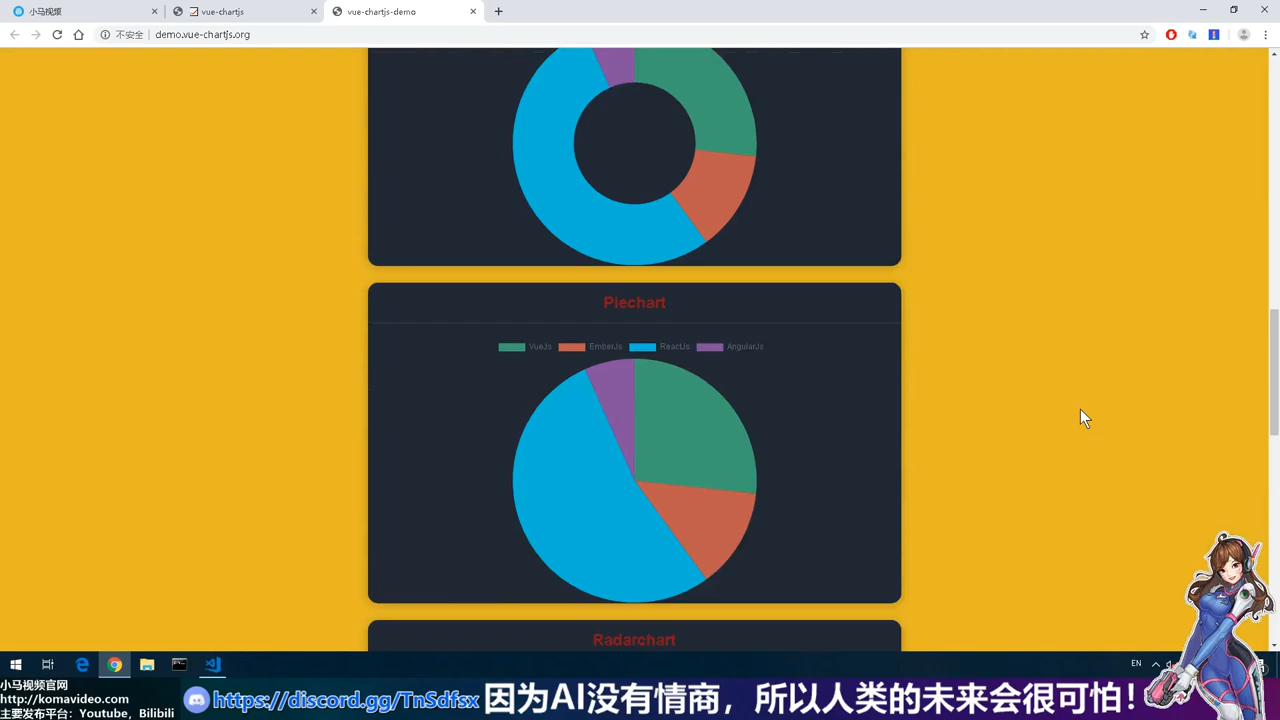 小马视频
vue-chartjs
vue-chartjs-demo
不安全
demo.vue-chartjs.org
Piechart
VueJs
EmberJs
ReactJs
AngularJs
Radarchart
EN
小马视频官网
http://komavideo.com
主要发布平台：Youtube, Bilibili
https://discord.gg/TnSdfsx
因为AI没有情商，所以人类的未来会很可怕！